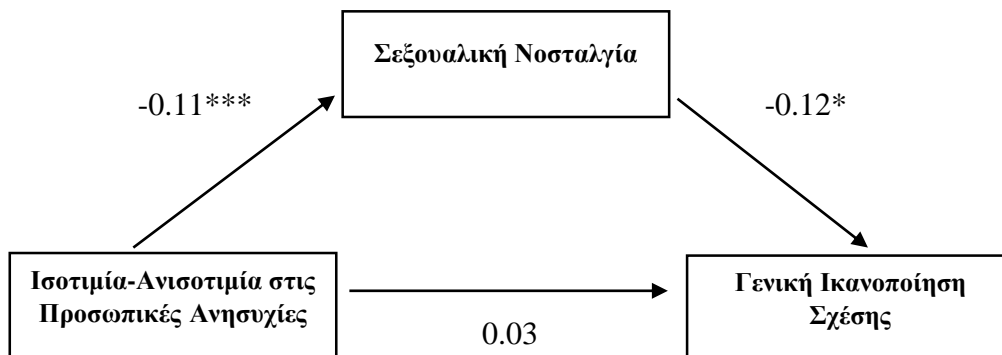 Σεξουαλική Νοσταλγία
-0.11***
-0.12*
Ισοτιμία-Ανισοτιμία στις
Προσωπικές Ανησυχίες
Γενική Ικανοποίηση
Σχέσης
0.03